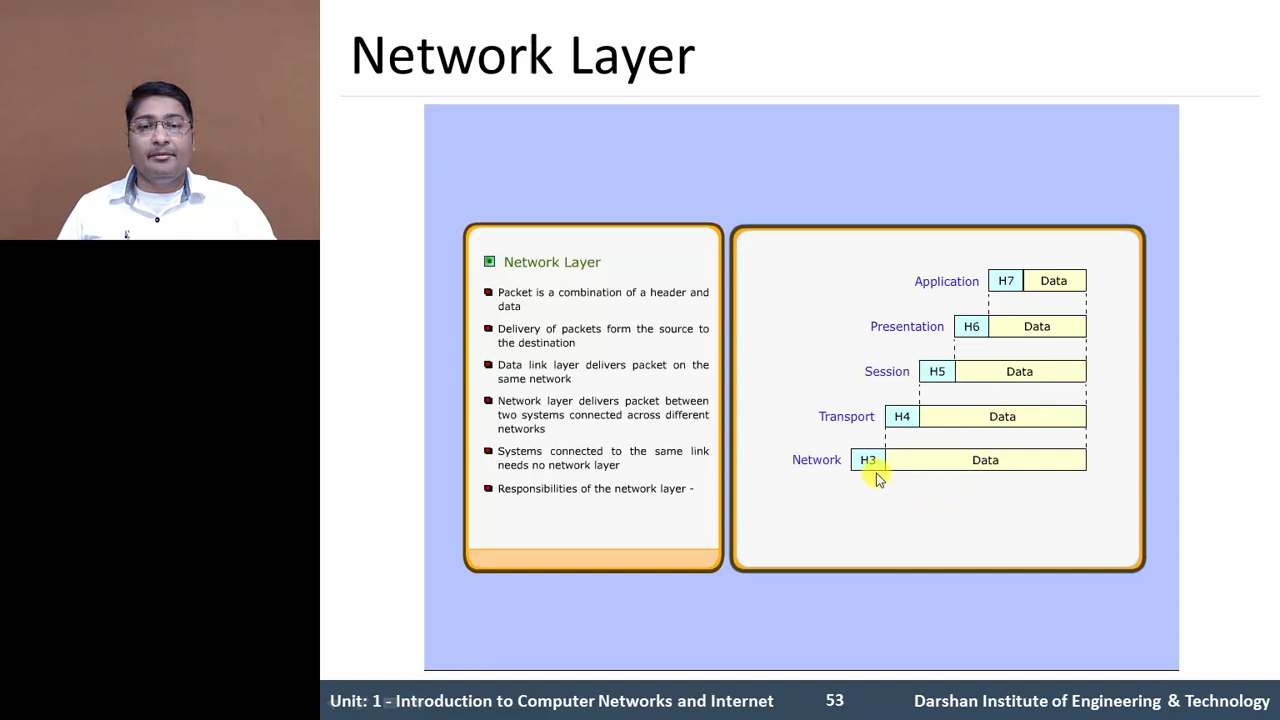 Network Layer
Network Layer
Packet is a combination of a header and
data
Delivery of packets form the source to
the destination
Data link layer delivers packet on the
same network
Network layer delivers packet between
two systems connected across different
networks
Systems connected to the same link
needs no network layer
Responsibilities of the network layer -
Application H7 Data
Presentation H6 Data
Session H5 Data
Transport H4 Data
Network H3 Data
Unit: 1 - Introduction to Computer Networks and Internet 53 Darshan Institute of Engineering & Technology